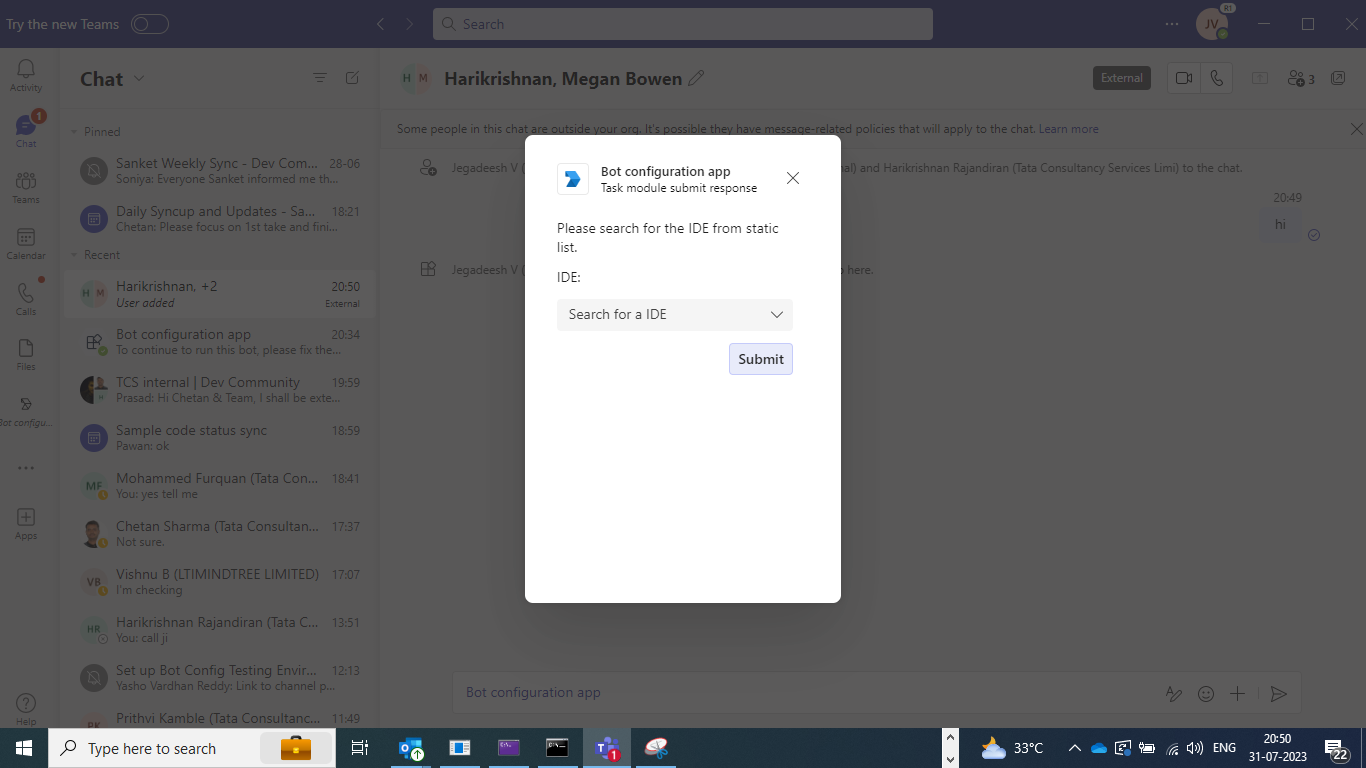 Try the new Teams
Search
JV
R!
Activity
Chat
1
Teams
Calendar
Calls
Files
Bot configu...
Apps
Help
Chat
Pinned
Sanket Weekly Sync - Dev Com... 28-06
Soniya: Everyone Sanket informed me th...
Daily Syncup and Updates - Sa... 18:21
Chetan: Please focus on 1st take and fini...
Recent
H M
Harikrishnan, +2 20:50
User added External
Bot configuration app 20:34
To continue to run this bot, please fix the...
TCS internal | Dev Community 19:59
Prasad: Hi Chetan & Team, I shall be exte...
H
Sample code status sync 18:59
Pawan: ok
MF
Mohammed Furquan (Tata Con... 18:41
You: yes tell me
Chetan Sharma (Tata Consultan... 17:37
Not sure.
VB
Vishnu B (LTIMINDTREE LIMITED) 17:07
I'm checking
HR
Harikrishnan Rajandiran (Tata C... 13:51
You: call ji
Set up Bot Config Testing Envir... 12:13
Yasho Vardhan Reddy: Link to channel p...
PK
Prithvi Kamble (Tata Consultanc... 11:49
H M
Harikrishnan, Megan Bowen
External
3
Some people in this chat are outside your org. It's possible they have message-related policies that will apply to the chat. Learn more
Jegadeesh V (
al) and Harikrishnan Rajandiran (Tata Consultancy Services Limi) to the chat.
20:49
hi
Jegadeesh V (
here.
Bot configuration app
Task module submit response
Please search for the IDE from static
list.
IDE:
Search for a IDE
Submit
Bot configuration app
Type here to search
1
33°C
ENG
20:50
31-07-2023
22